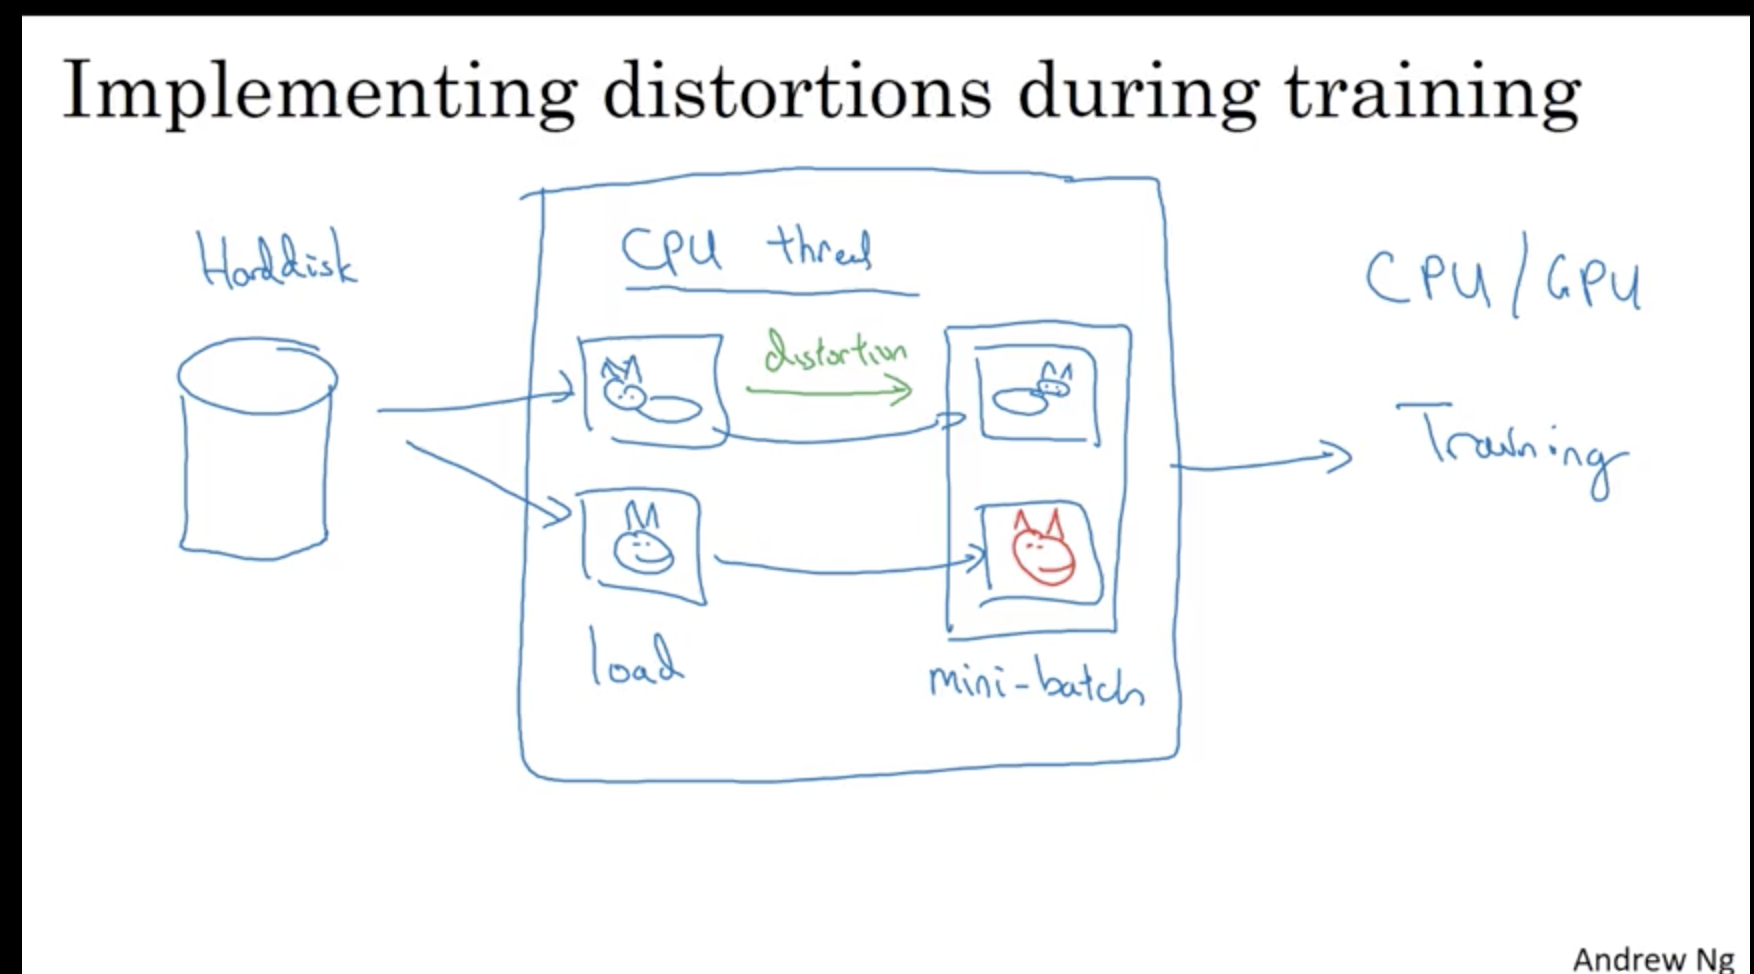 Implementing distortions during training
Harddisk
CPU thread
CPU/GPU
distortion
Training
load
mini-batch
Andrew Ng